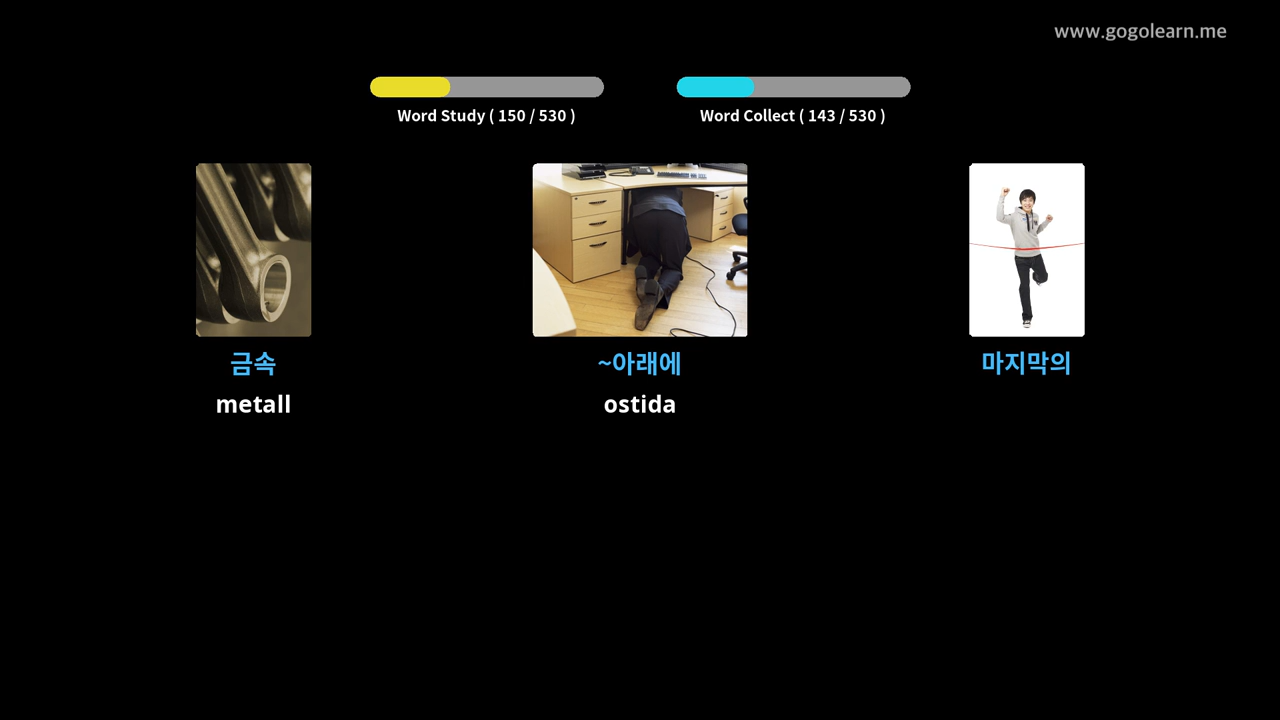 www.gogolearn.me
Word Study ( 150 / 530 )
Word Collect ( 143 / 530 )
금속
~아래에
마지막의
metall
ostida